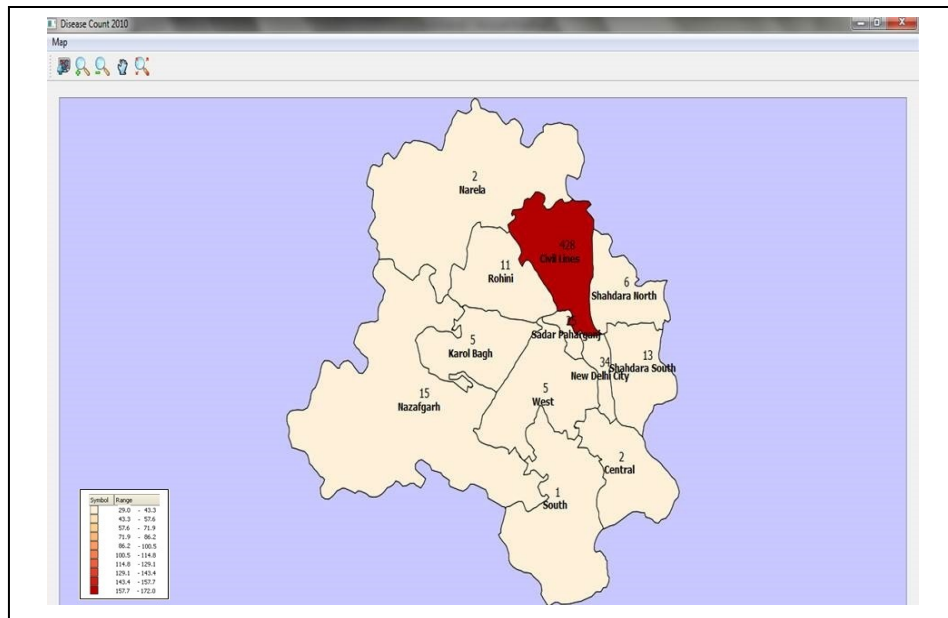 Disease Count 2010
Map
2
Narela
428
Civil Lines
11
Rohini
6
Shahdara North
Sadar Paharganj
5
Karol Bagh
34
New Delhi City
13
Shahdara South
15
Nazafgarh
5
West
2
Central
1
South
Symbol Range
29.0 - 43.3
43.3 - 57.6
57.6 - 71.9
71.9 - 86.2
86.2 - 100.5
100.5 - 114.8
114.8 - 129.1
129.1 - 143.4
143.4 - 157.7
157.7 - 172.0